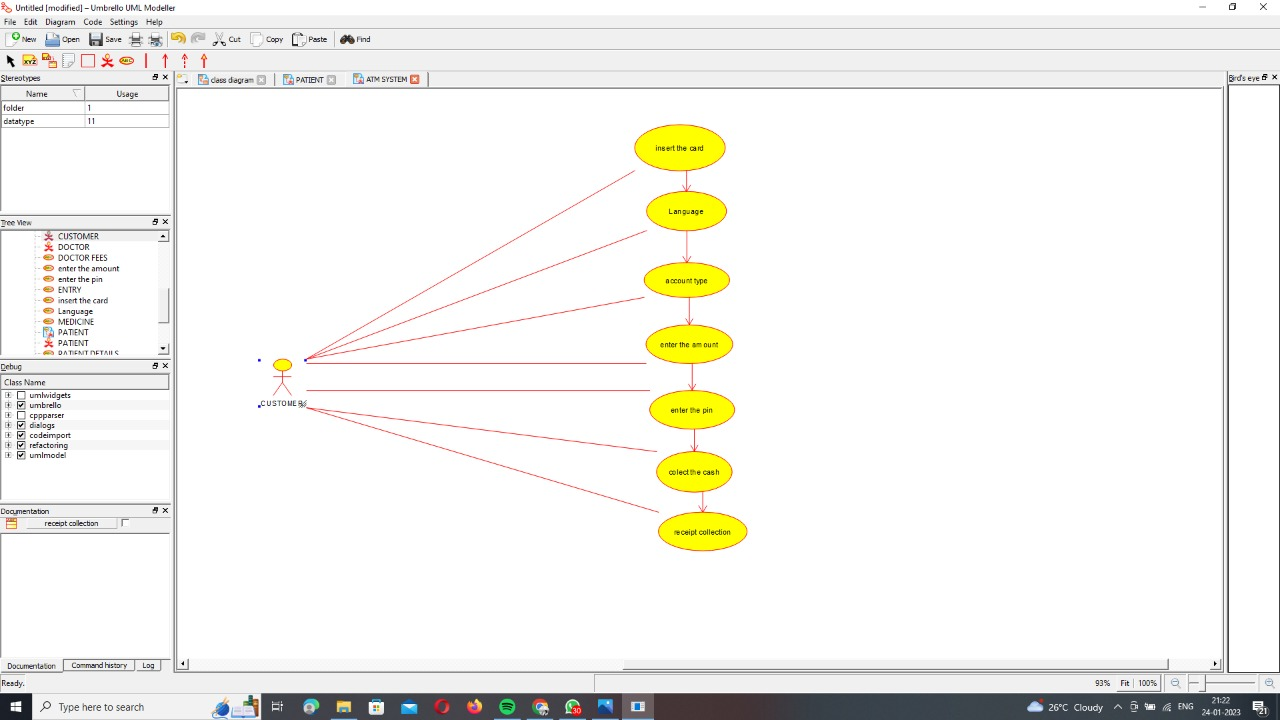 Untitled [modified] – Umbrello UML Modeller
File Edit Diagram Code Settings Help
New Open Save Cut Copy Paste Find
Stereotypes
Name Usage
folder 1
datatype 11
Tree View
CUSTOMER
DOCTOR
DOCTOR FEES
enter the amount
enter the pin
ENTRY
insert the card
Language
MEDICINE
PATIENT
PATIENT
PATIENT DETAILS
Debug
Class Name
umlwidgets
umbrello
cppparser
dialogs
codeimport
refactoring
umlmodel
Documentation
receipt collection
Documentation Command history Log
class diagram PATIENT ATM SYSTEM
insert the card
Language
account type
enter the am ount
enter the pin
colect the cash
receipt collection
CUSTOMER
Bird's eye
Ready.
93% Fit 100%
Type here to search
26°C Cloudy
ENG
21:22
24-01-2023